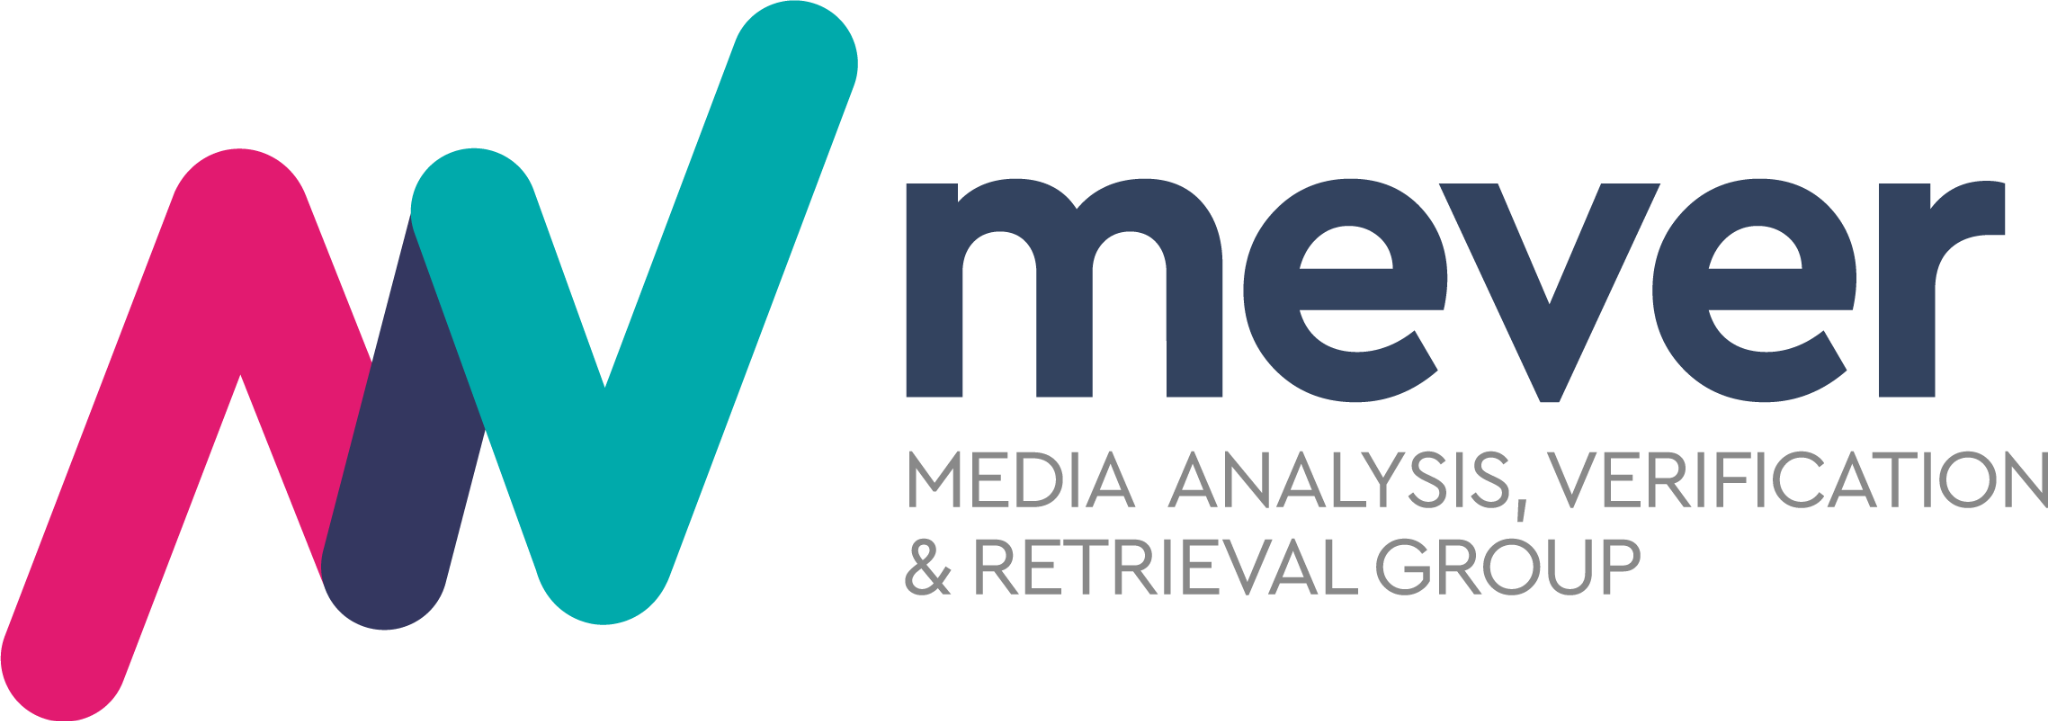 mever
MEDIA ANALYSIS, VERIFICATION
& RETRIEVAL GROUP